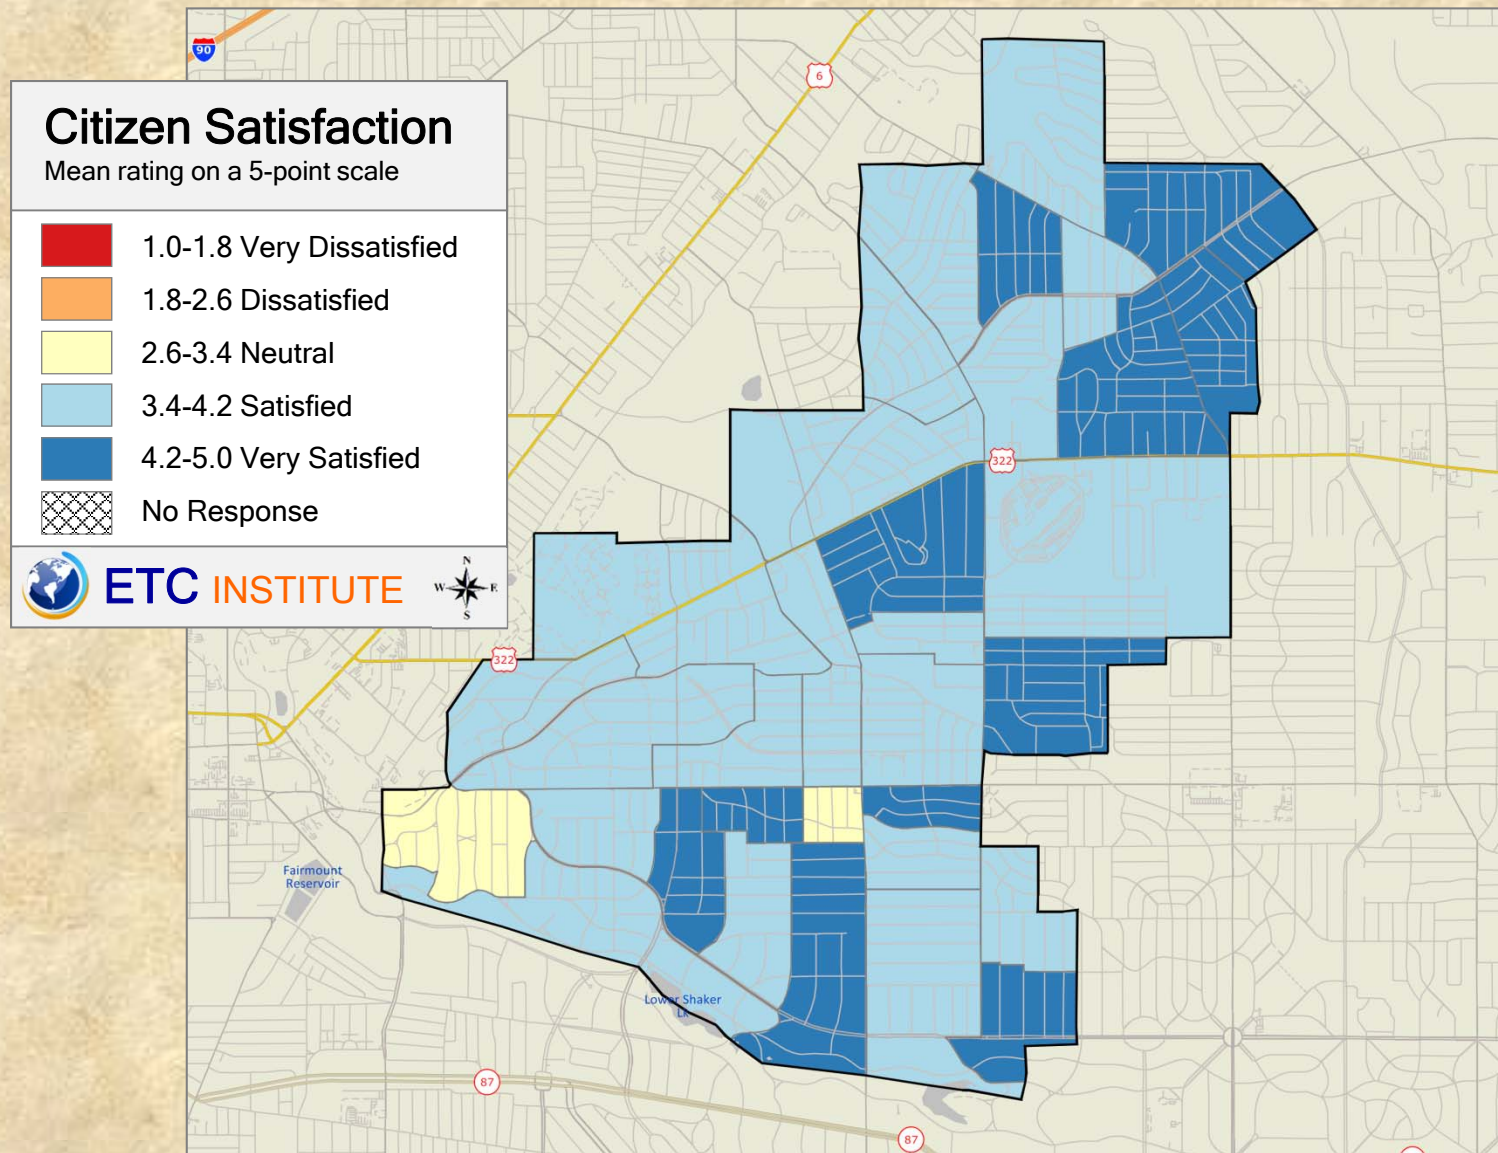 90
6
Citizen Satisfaction
Mean rating on a 5-point scale
1.0-1.8 Very Dissatisfied
1.8-2.6 Dissatisfied
2.6-3.4 Neutral
3.4-4.2 Satisfied
4.2-5.0 Very Satisfied
No Response
ETC INSTITUTE
N
W
E
S
322
322
Fairmount
Reservoir
Lower Shaker
Lk
87
87